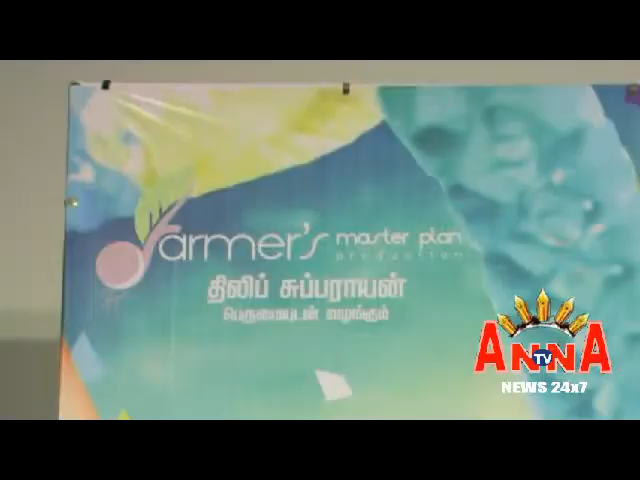 farmer's master plan
production
திலிப் சுப்பராயன்
பெருமையுடன் வழங்கும்
ANNA
TV
NEWS 24x7